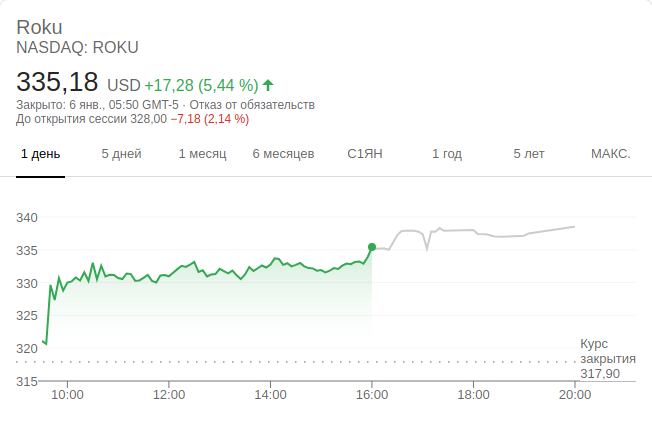 Roku
NASDAQ: ROKU
335,18 USD +17,28 (5,44 %)
Закрыто: 6 янв., 05:50 GMT-5 · Отказ от обязательств
До открытия сессии 328,00 −7,18 (2,14 %)
1 день 5 дней 1 месяц 6 месяцев С1ЯН 1 год 5 лет МАКС.
340
335
330
325
320
315
Курс
закрытия
317,90
10:00 12:00 14:00 16:00 18:00 20:00